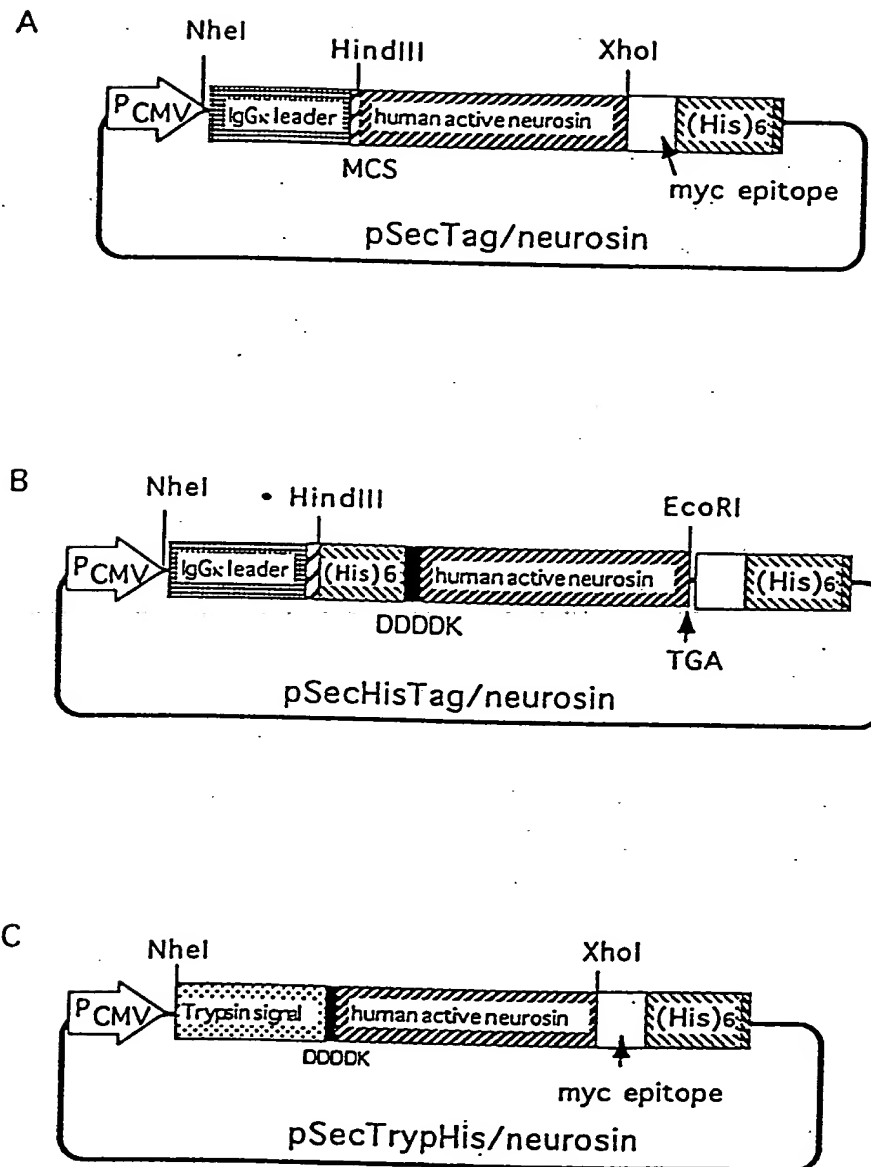 A
NheI
HindIII
XhoI
PCMV
IgGκ leader
human active neurosin
(His)6
MCS
myc epitope
pSecTag/neurosin
B
NheI
HindIII
EcoRI
PCMV
IgGκ leader
(His)6
human active neurosin
(His)6
DDDDK
TGA
pSecHisTag/neurosin
C
NheI
XhoI
PCMV
Trypsin signal
human active neurosin
(His)6
DDDDK
myc epitope
pSecTrypHis/neurosin